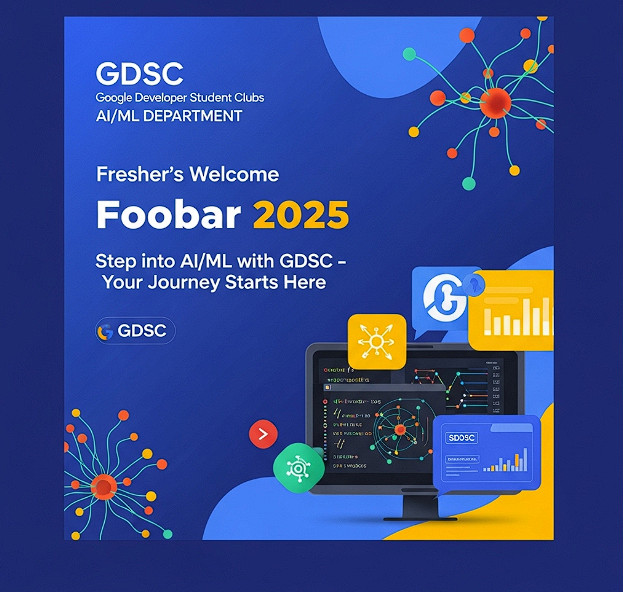 GDSC
Google Developer Student Clubs
AI/ML DEPARTMENT
Fresher's Welcome
Foobar 2025
Step into AI/ML with GDSC –
Your Journey Starts Here
GDSC
SDOSC